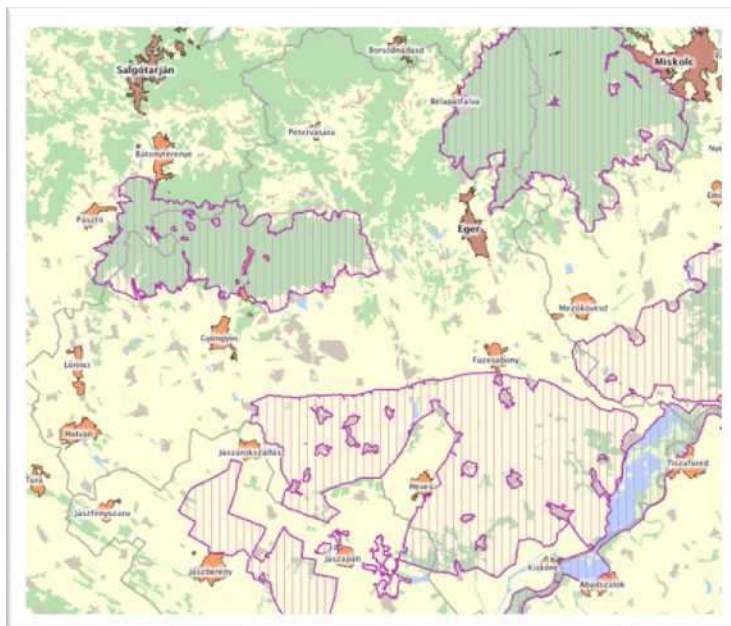 Borsodnádasd
Salgótarján
Miskolc
Bélapátfalva
Pétervására
Bátonyterenye
Pásztó
Eger
Mezőkövesd
Gyöngyös
Lőrinci
Füzesabony
Hatvan
Jászárokszállás
Tiszafüred
Tura
Heves
Jászfényszaru
Jászapáti
Jászberény
Kisköre
Abádszalók